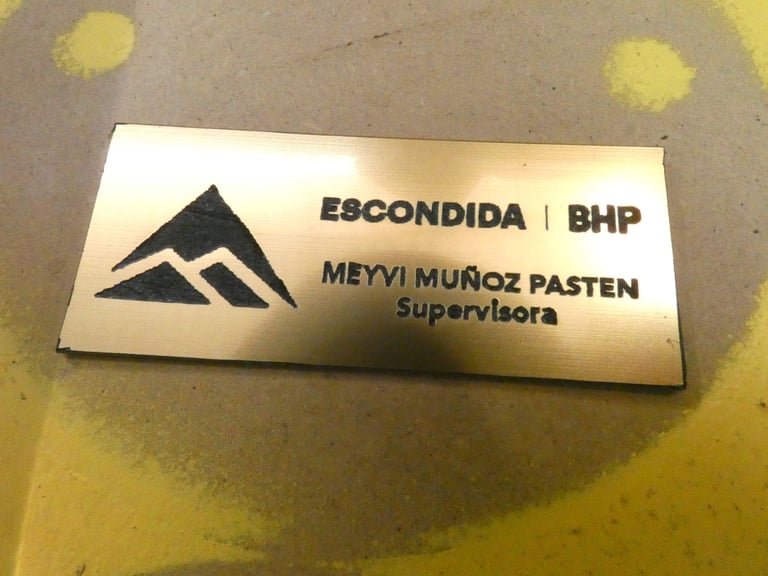 ESCONDIDA | BHP
MEYVI MUÑOZ PASTEN
Supervisora